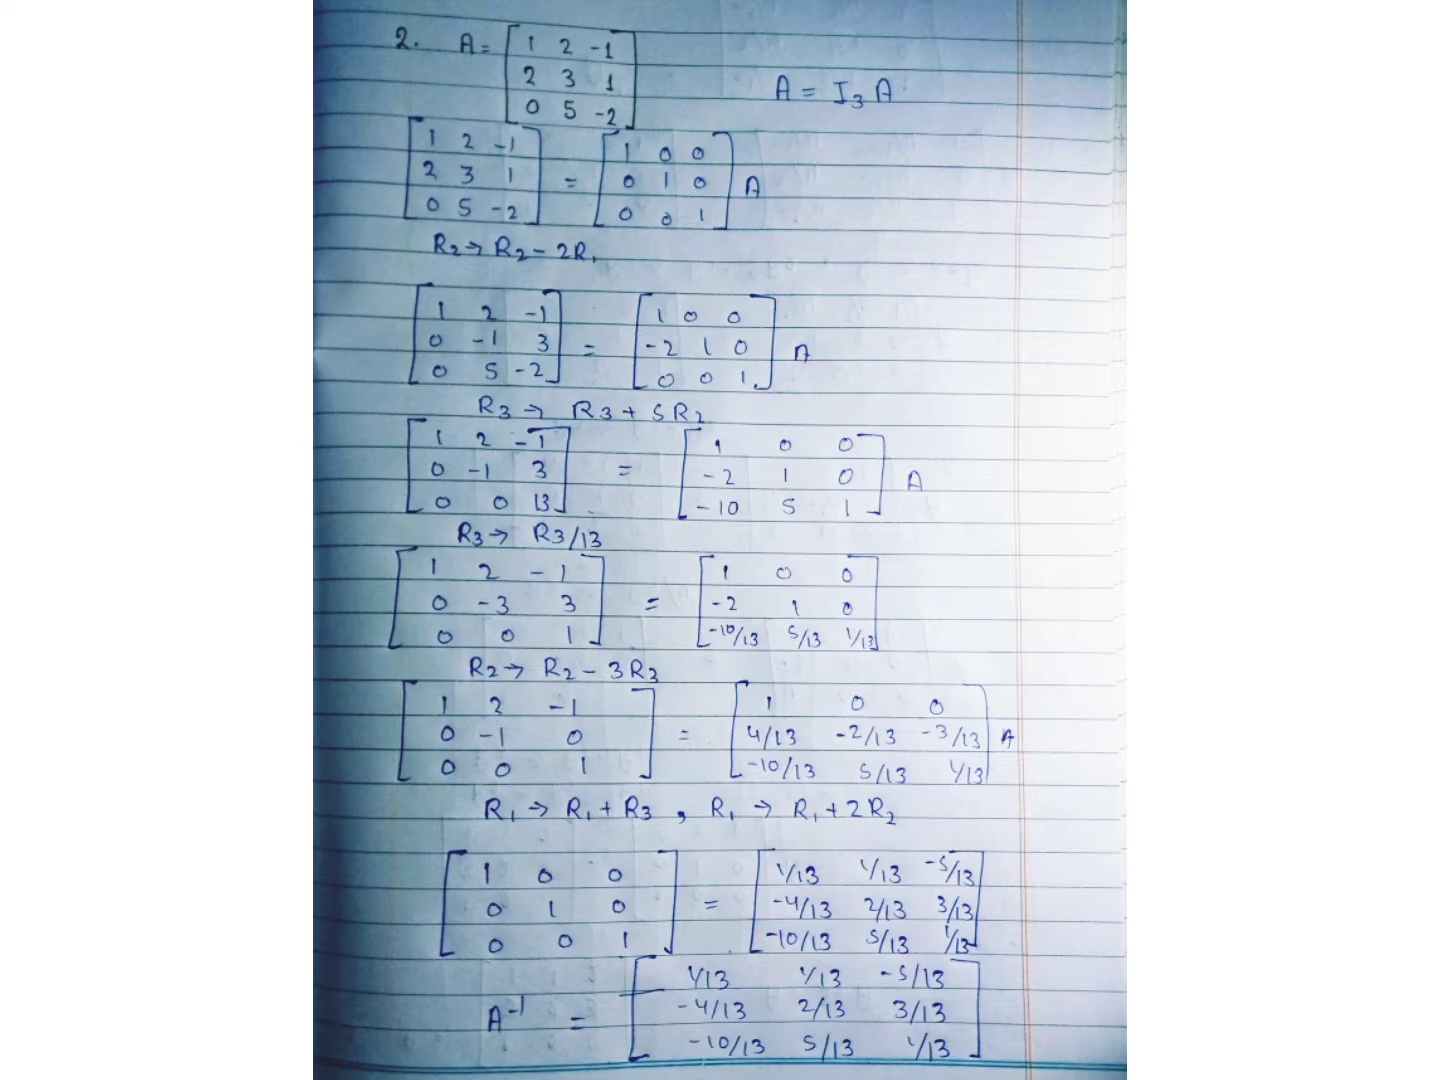 2. A = [ 1 2 -1
2 3 1 A = I3 A
0 5 -2 ]
[ 1 2 -1 [ 1 0 0
2 3 1 = 0 1 0 A
0 5 -2 ] 0 0 1 ]
R2 → R2 - 2R1
[ 1 2 -1 [ 1 0 0
0 -1 3 = -2 1 0 A
0 5 -2 ] 0 0 1 ]
R3 → R3 + 5R2
[ 1 2 -1 [ 1 0 0
0 -1 3 = -2 1 0 A
0 0 13 ] -10 5 1 ]
R3 → R3/13
[ 1 2 -1 [ 1 0 0
0 -3 3 = -2 1 0
0 0 1 ] -10/13 5/13 1/13 ]
R2 → R2 - 3R3
[ 1 2 -1 [ 1 0 0
0 -1 0 = 4/13 -2/13 -3/13 A
0 0 1 ] -10/13 5/13 1/13 ]
R1 → R1 + R3 , R1 → R1 + 2R2
[ 1 0 0 [ 1/13 1/13 -5/13
0 1 0 = -4/13 2/13 3/13
0 0 1 ] -10/13 5/13 1/13 ]
[ 1/13 1/13 -5/13
A-1 = -4/13 2/13 3/13
-10/13 5/13 1/13 ]